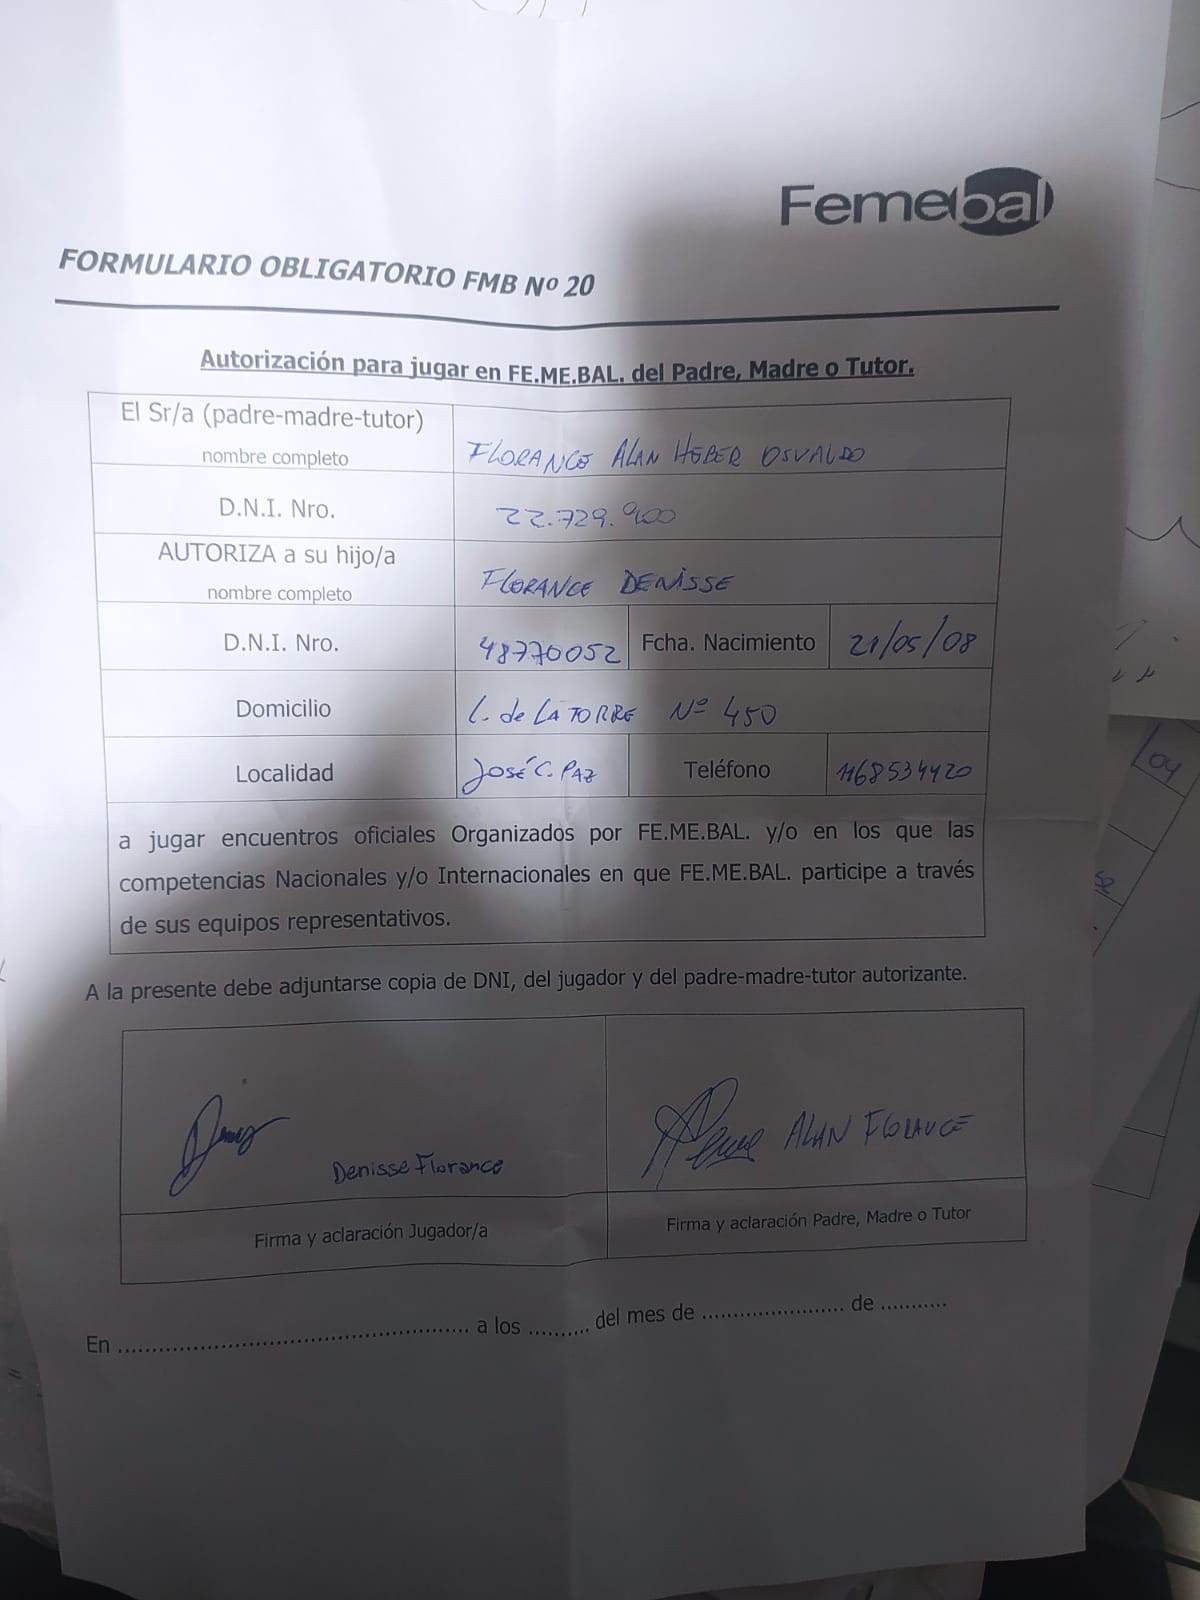 Femebal
FORMULARIO OBLIGATORIO FMB Nº 20
Autorización para jugar en FE.ME.BAL. del Padre, Madre o Tutor.
El Sr/a (padre-madre-tutor)
nombre completo
FLORANCE ALAN HEBER OSVALDO
D.N.I. Nro.
22.729.900
AUTORIZA a su hijo/a
nombre completo
FLORANCE DENISSE
D.N.I. Nro. 48770052 Fcha. Nacimiento 21/05/08
Domicilio L. de LA TORRE Nº 450
Localidad JOSÉ C. PAZ Teléfono 1168534420
a jugar encuentros oficiales Organizados por FE.ME.BAL. y/o en los que las
competencias Nacionales y/o Internacionales en que FE.ME.BAL. participe a través
de sus equipos representativos.
A la presente debe adjuntarse copia de DNI, del jugador y del padre-madre-tutor autorizante.
Denisse Florance
ALAN FLORANCE
Firma y aclaración Jugador/a
Firma y aclaración Padre, Madre o Tutor
En ........................................................ a los .......... del mes de ....................... de ...........